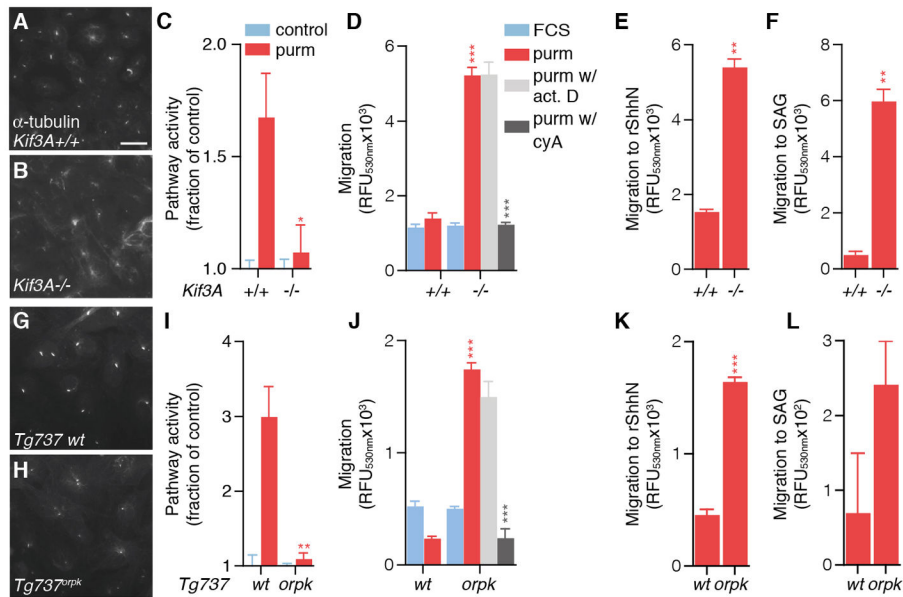 A
α-tubulin
Kif3A+/+
B
Kif3A-/-
C
control
purm
Pathway activity
(fraction of control)
2.0
1.5
1.0
*
Kif3A
+/+
-/-
D
FCS
purm
purm w/
act. D
purm w/
cyA
Migration
(RFU530nmx10³)
6
4
2
0
***
***
+/+
-/-
E
Migration to rShhN
(RFU530nmx10³)
6
4
2
0
**
+/+
-/-
F
Migration to SAG
(RFU530nmx10³)
8
6
4
2
0
**
+/+
-/-
G
Tg737 wt
H
Tg737orpk
I
Pathway activity
(fraction of control)
4
3
2
1
**
Tg737
wt
orpk
J
Migration
(RFU530nmx10³)
2
1
0
***
***
wt
orpk
K
Migration to rShhN
(RFU530nmx10³)
2
1
0
***
wt
orpk
L
Migration to SAG
(RFU530nmx10²)
3
2
1
0
wt
orpk